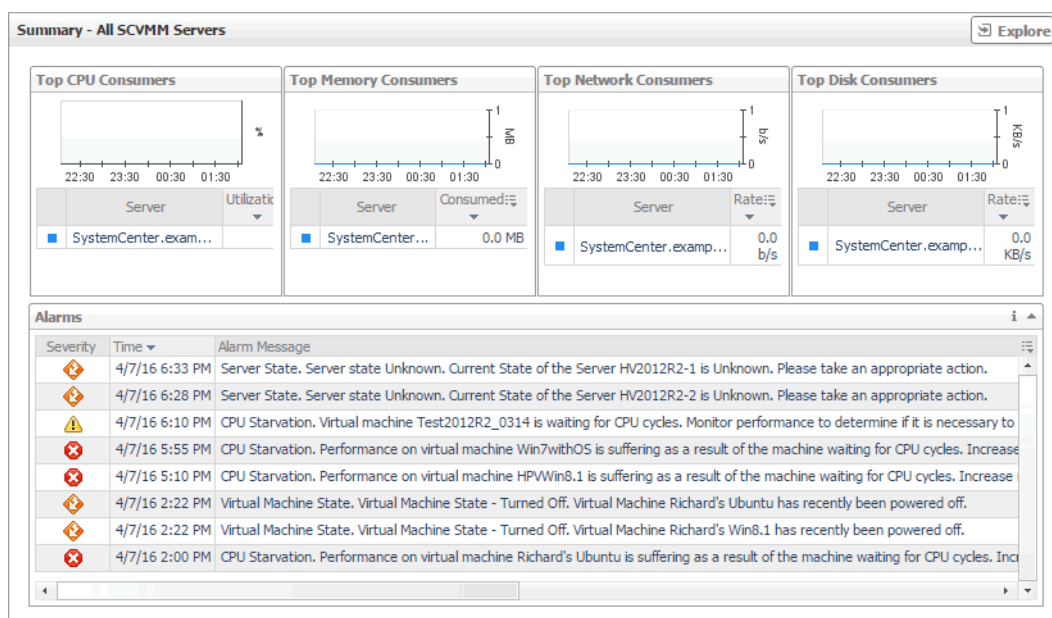 Summary - All SCVMM Servers
Explore
Top CPU Consumers
%
22:30 23:30 00:30 01:30
Server Utilizatic
SystemCenter.exam...
Top Memory Consumers
1
MB
0
22:30 23:30 00:30 01:30
Server Consumed
SystemCenter... 0.0 MB
Top Network Consumers
1
b/s
0
22:30 23:30 00:30 01:30
Server Rate
SystemCenter.examp... 0.0
b/s
Top Disk Consumers
1
KB/s
0
22:30 23:30 00:30 01:30
Server Rate
SystemCenter.examp... 0.0
KB/s
Alarms
Severity Time Alarm Message
4/7/16 6:33 PM Server State. Server state Unknown. Current State of the Server HV2012R2-1 is Unknown. Please take an appropriate action.
4/7/16 6:28 PM Server State. Server state Unknown. Current State of the Server HV2012R2-2 is Unknown. Please take an appropriate action.
4/7/16 6:10 PM CPU Starvation. Virtual machine Test2012R2_0314 is waiting for CPU cycles. Monitor performance to determine if it is necessary to
4/7/16 5:55 PM CPU Starvation. Performance on virtual machine Win7withOS is suffering as a result of the machine waiting for CPU cycles. Increase
4/7/16 5:10 PM CPU Starvation. Performance on virtual machine HPVWin8.1 is suffering as a result of the machine waiting for CPU cycles. Increase
4/7/16 2:22 PM Virtual Machine State. Virtual Machine State - Turned Off. Virtual Machine Richard's Ubuntu has recently been powered off.
4/7/16 2:22 PM Virtual Machine State. Virtual Machine State - Turned Off. Virtual Machine Richard's Win8.1 has recently been powered off.
4/7/16 2:00 PM CPU Starvation. Performance on virtual machine Richard's Ubuntu is suffering as a result of the machine waiting for CPU cycles. Incr